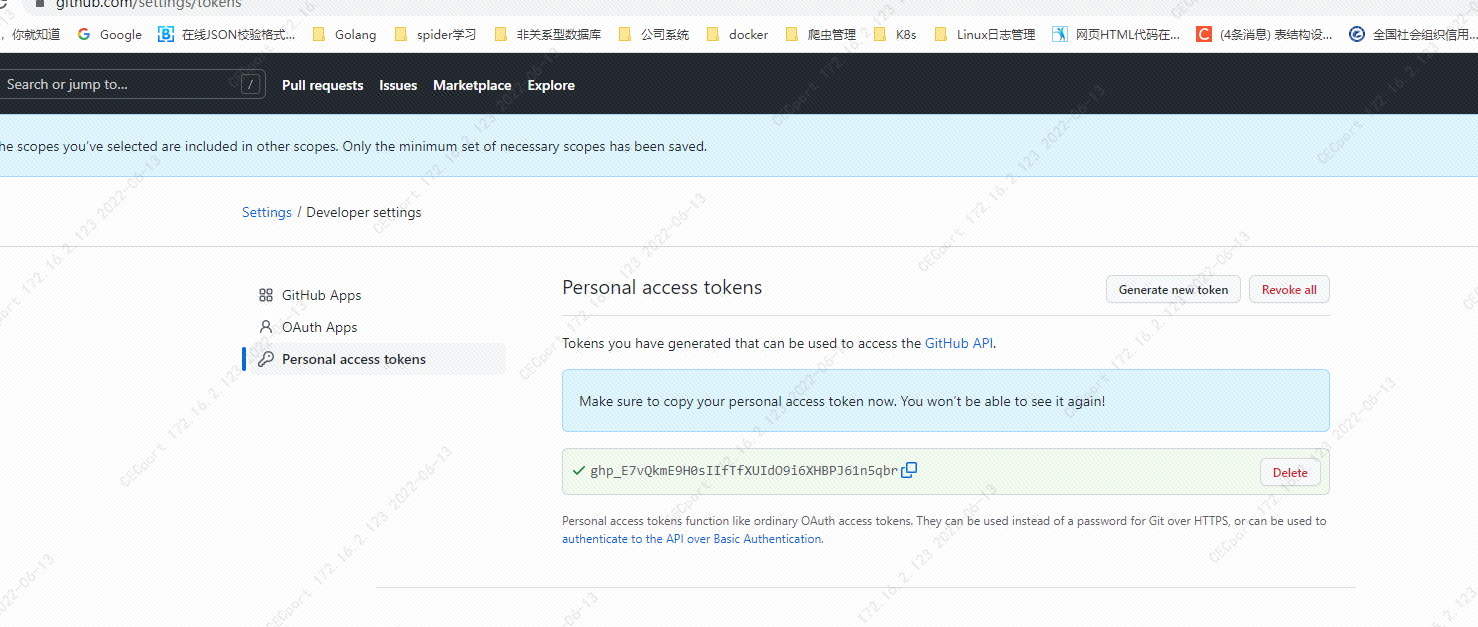 github.com/settings/tokens
，你就知道 Google 在线JSON校验格式... Golang spider学习 非关系型数据库 公司系统 docker 爬虫管理 K8s Linux日志管理 网页HTML代码在... (4条消息) 表结构设... 全国社会组织信用...
Search or jump to... / Pull requests Issues Marketplace Explore
he scopes you've selected are included in other scopes. Only the minimum set of necessary scopes has been saved.
Settings / Developer settings
GitHub Apps
OAuth Apps
Personal access tokens
Personal access tokens
Generate new token Revoke all
Tokens you have generated that can be used to access the GitHub API.
Make sure to copy your personal access token now. You won't be able to see it again!
Delete
Personal access tokens function like ordinary OAuth access tokens. They can be used instead of a password for Git over HTTPS, or can be used to
authenticate to the API over Basic Authentication.
CECport 172.16.2.123 2022-06-13